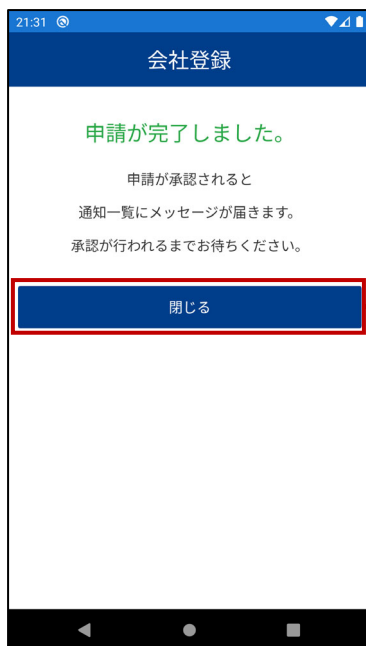 21:31
会社登録
申請が完了しました。
申請が承認されると
通知一覧にメッセージが届きます。
承認が行われるまでお待ちください。
閉じる